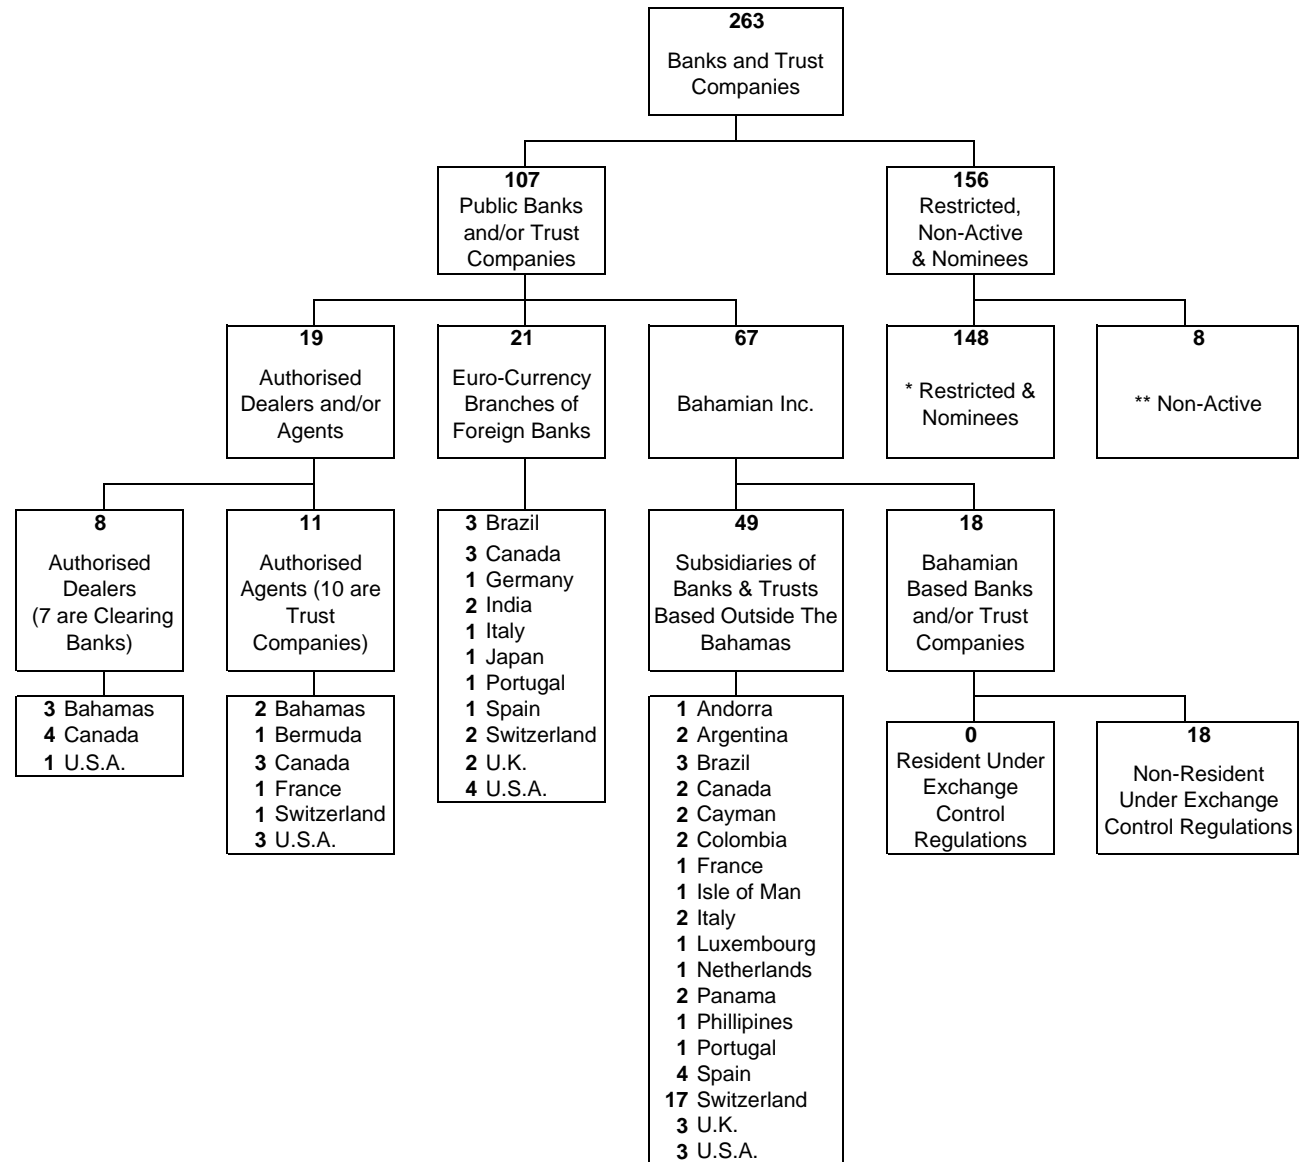 263
Banks and Trust
Companies
107
Public Banks
and/or Trust
Companies
156
Restricted,
Non-Active
& Nominees
19
Authorised
Dealers and/or
Agents
21
Euro-Currency
Branches of
Foreign Banks
67
Bahamian Inc.
148
* Restricted &
Nominees
8
** Non-Active
8
Authorised
Dealers
(7 are Clearing
Banks)
11
Authorised
Agents (10 are
Trust
Companies)
3 Brazil
3 Canada
1 Germany
2 India
1 Italy
1 Japan
1 Portugal
1 Spain
2 Switzerland
2 U.K.
4 U.S.A.
49
Subsidiaries of
Banks & Trusts
Based Outside The
Bahamas
18
Bahamian
Based Banks
and/or Trust
Companies
3 Bahamas
4 Canada
1 U.S.A.
2 Bahamas
1 Bermuda
3 Canada
1 France
1 Switzerland
3 U.S.A.
1 Andorra
2 Argentina
3 Brazil
2 Canada
2 Cayman
2 Colombia
1 France
1 Isle of Man
2 Italy
1 Luxembourg
1 Netherlands
2 Panama
1 Phillipines
1 Portugal
4 Spain
17 Switzerland
3 U.K.
3 U.S.A.
0
Resident Under
Exchange
Control
Regulations
18
Non-Resident
Under Exchange
Control Regulations